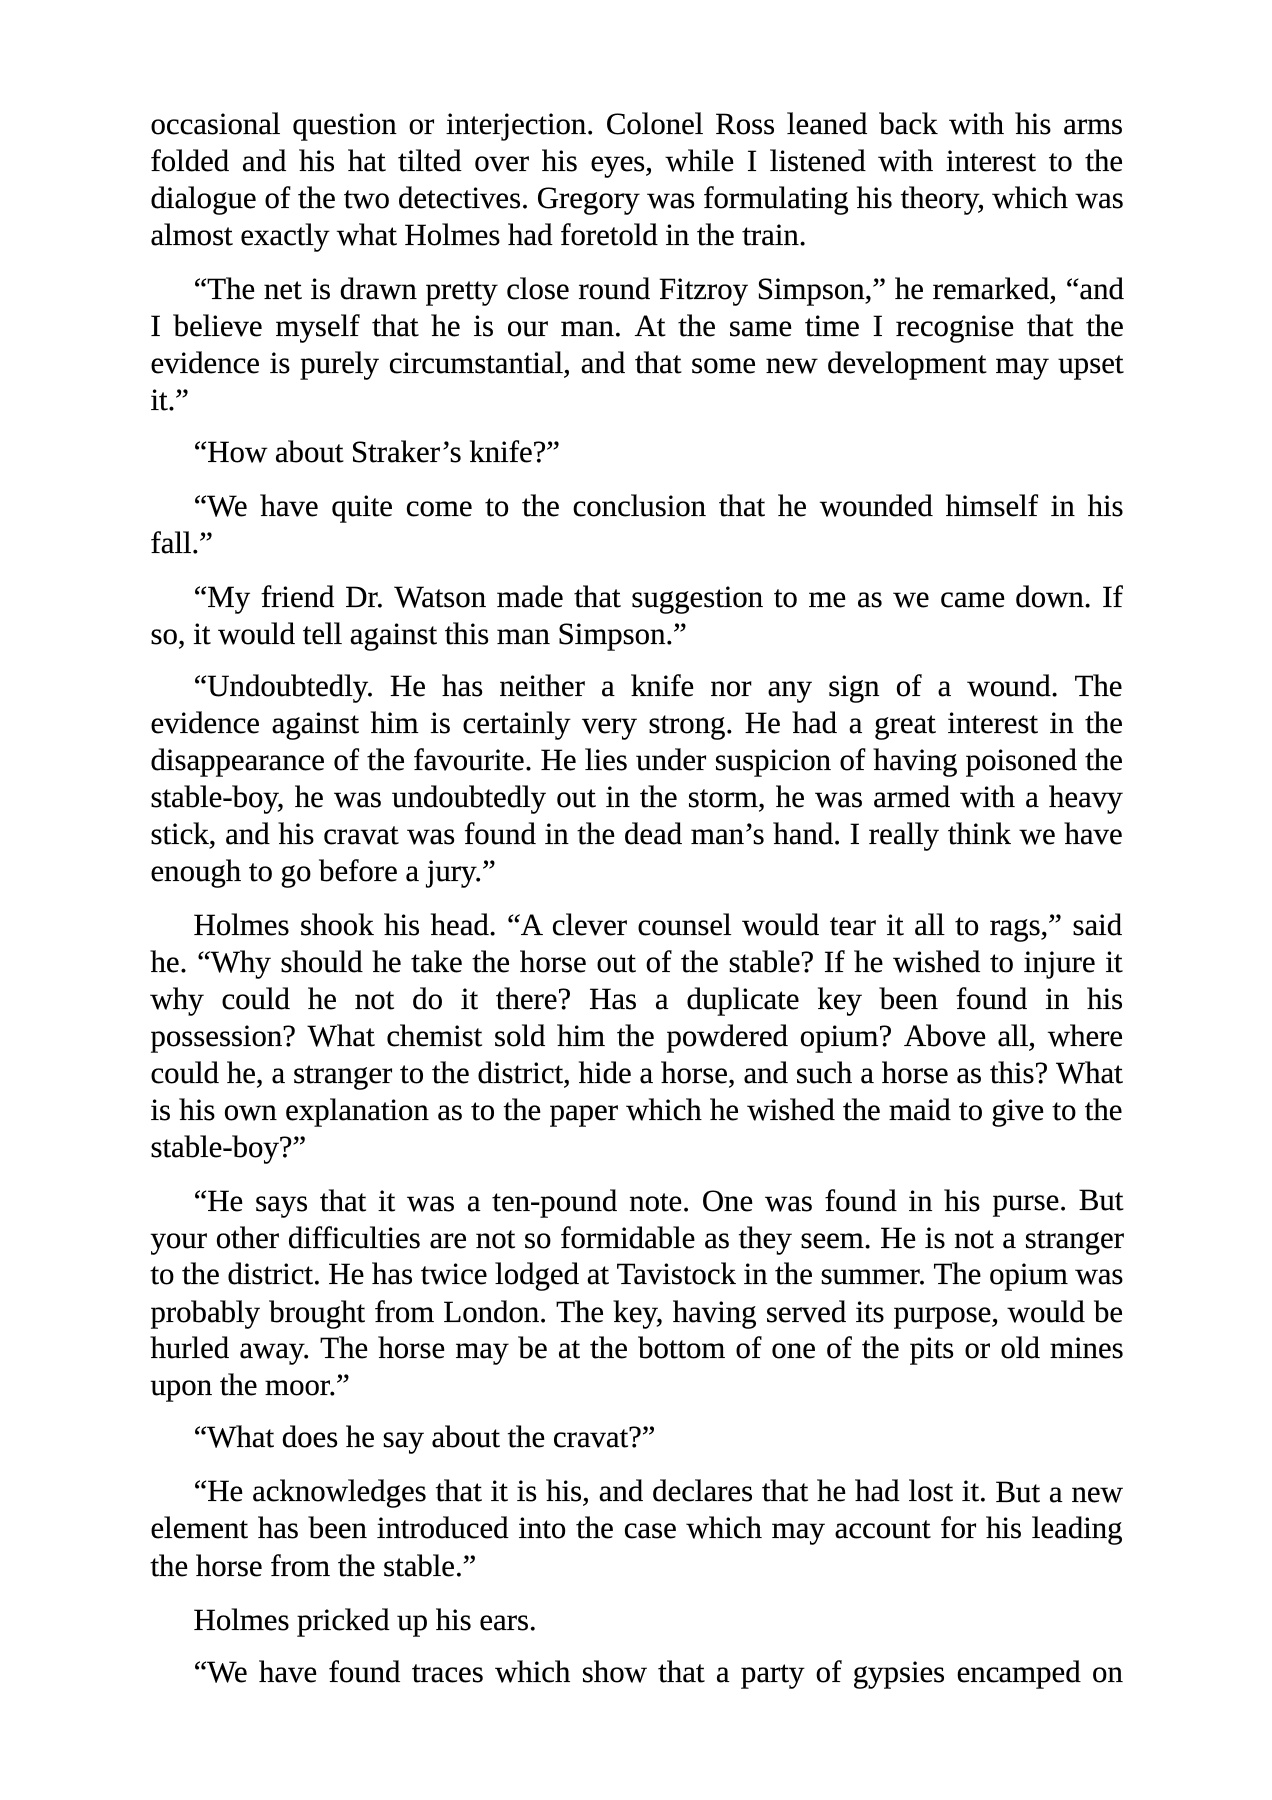 occasional question or interjection. Colonel Ross leaned back with his arms
folded and his hat tilted over his eyes, while I listened with interest to the
dialogue of the two detectives. Gregory was formulating his theory, which was
almost exactly what Holmes had foretold in the train.
“The net is drawn pretty close round Fitzroy Simpson,” he remarked, “and
I believe myself that he is our man. At the same time I recognise that the
evidence is purely circumstantial, and that some new development may upset
it.”
“How about Straker’s knife?”
“We have quite come to the conclusion that he wounded himself in his
fall.”
“My friend Dr. Watson made that suggestion to me as we came down. If
so, it would tell against this man Simpson.”
“Undoubtedly. He has neither a knife nor any sign of a wound. The
evidence against him is certainly very strong. He had a great interest in the
disappearance of the favourite. He lies under suspicion of having poisoned the
stable-boy, he was undoubtedly out in the storm, he was armed with a heavy
stick, and his cravat was found in the dead man’s hand. I really think we have
enough to go before a jury.”
Holmes shook his head. “A clever counsel would tear it all to rags,” said
he. “Why should he take the horse out of the stable? If he wished to injure it
why could he not do it there? Has a duplicate key been found in his
possession? What chemist sold him the powdered opium? Above all, where
could he, a stranger to the district, hide a horse, and such a horse as this? What
is his own explanation as to the paper which he wished the maid to give to the
stable-boy?”
“He says that it was a ten-pound note. One was found in his purse. But
your other difficulties are not so formidable as they seem. He is not a stranger
to the district. He has twice lodged at Tavistock in the summer. The opium was
probably brought from London. The key, having served its purpose, would be
hurled away. The horse may be at the bottom of one of the pits or old mines
upon the moor.”
“What does he say about the cravat?”
“He acknowledges that it is his, and declares that he had lost it. But a new
element has been introduced into the case which may account for his leading
the horse from the stable.”
Holmes pricked up his ears.
“We have found traces which show that a party of gypsies encamped on